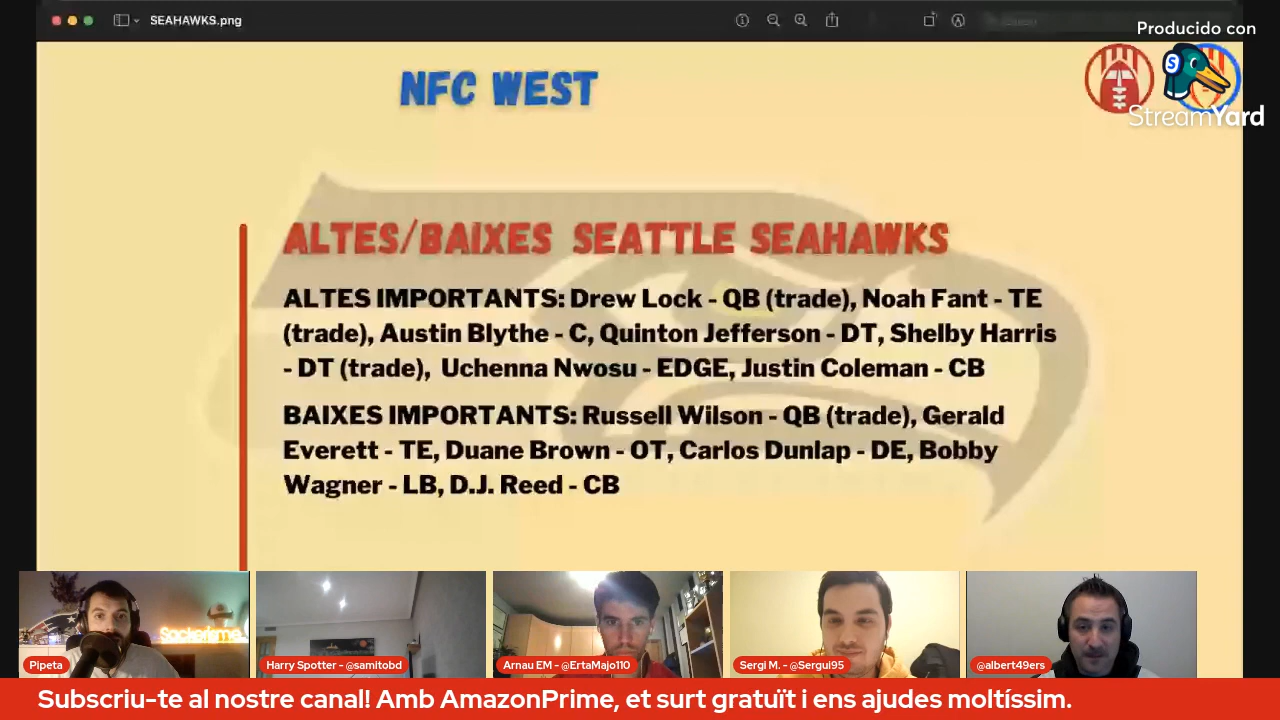 SEAHAWKS.png
Producido con
StreamYard
NFC WEST
ALTES/BAIXES SEATTLE SEAHAWKS
ALTES IMPORTANTS: Drew Lock - QB (trade), Noah Fant - TE
(trade), Austin Blythe - C, Quinton Jefferson - DT, Shelby Harris
- DT (trade), Uchenna Nwosu - EDGE, Justin Coleman - CB
BAIXES IMPORTANTS: Russell Wilson - QB (trade), Gerald
Everett - TE, Duane Brown - OT, Carlos Dunlap - DE, Bobby
Wagner - LB, D.J. Reed - CB
Pipeta
Harry Spotter - @samitobd
Arnau EM - @ErtaMajo110
Sergi M. - @Sergui95
@albert49ers
Subscriu-te al nostre canal! Amb AmazonPrime, et surt gratuït i ens ajudes moltíssim.